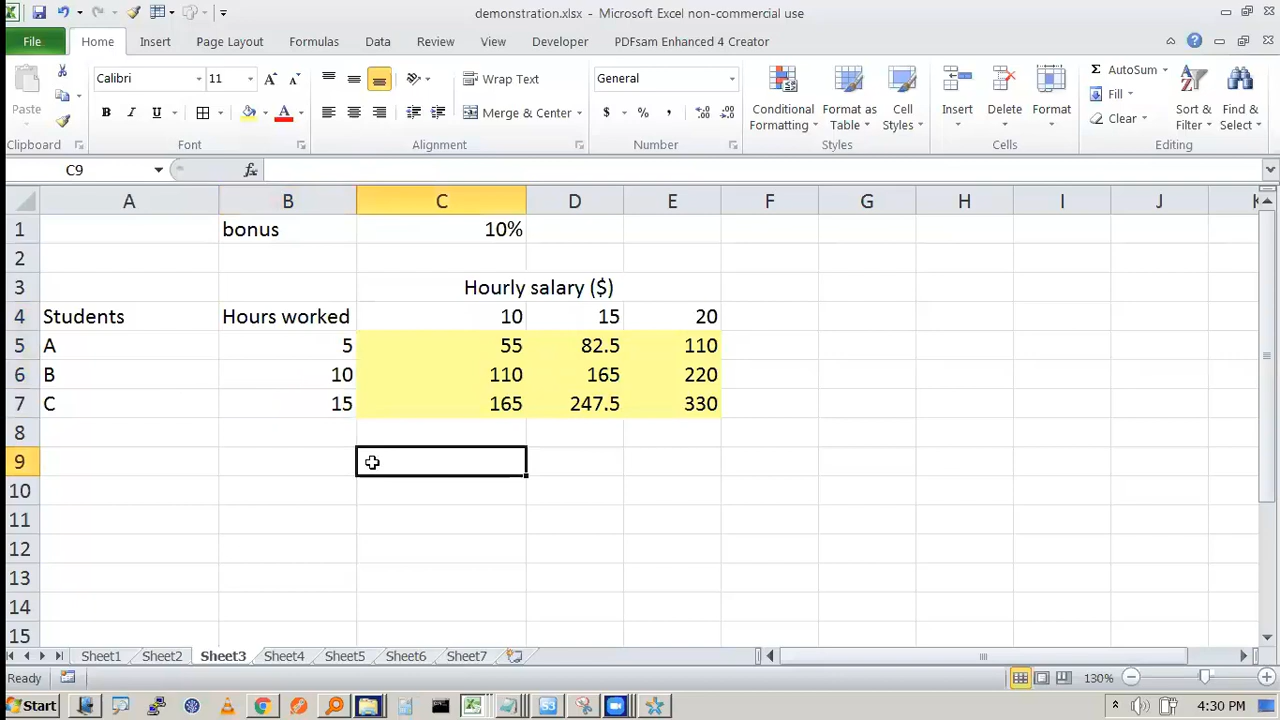 demonstration.xlsx - Microsoft Excel non-commercial use
File Home Insert Page Layout Formulas Data Review View Developer PDFsam Enhanced 4 Creator
Calibri 11 Wrap Text General Conditional Format as Cell Insert Delete Format AutoSum Sort & Find &
Paste B I U A Merge & Center $ % , Formatting Table Styles Fill Filter Select
Clear
Clipboard Font Alignment Number Styles Cells Editing
C9 fx
A B C D E F G H I J K
1 bonus 10%
2
3 Hourly salary ($)
4 Students Hours worked 10 15 20
5 A 5 55 82.5 110
6 B 10 110 165 220
7 C 15 165 247.5 330
8
9
10
11
12
13
14
15
Sheet1 Sheet2 Sheet3 Sheet4 Sheet5 Sheet6 Sheet7
Ready 130%
Start 4:30 PM